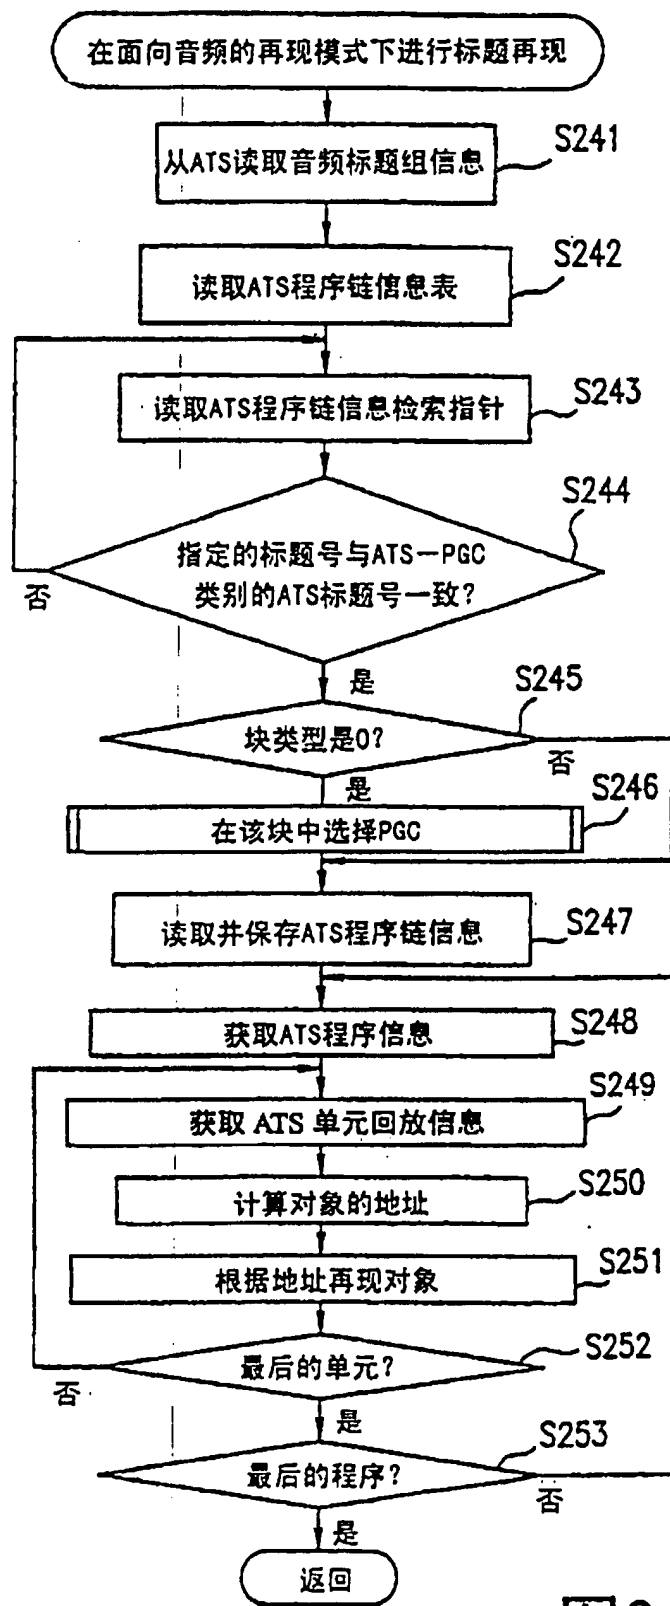 在面向音频的再现模式下进行标题再现
S241
从ATS读取音频标题组信息
S242
读取ATS程序链信息表
S243
读取ATS程序链信息检索指针
S244
指定的标题号与ATS—PGC
类别的ATS标题号一致?
否
是
S245
块类型是0?
否
是
S246
在该块中选择PGC
S247
读取并保存ATS程序链信息
S248
获取ATS程序信息
S249
获取 ATS 单元回放信息
S250
计算对象的地址
S251
根据地址再现对象
S252
最后的单元?
否
是
S253
最后的程序?
否
是
返回